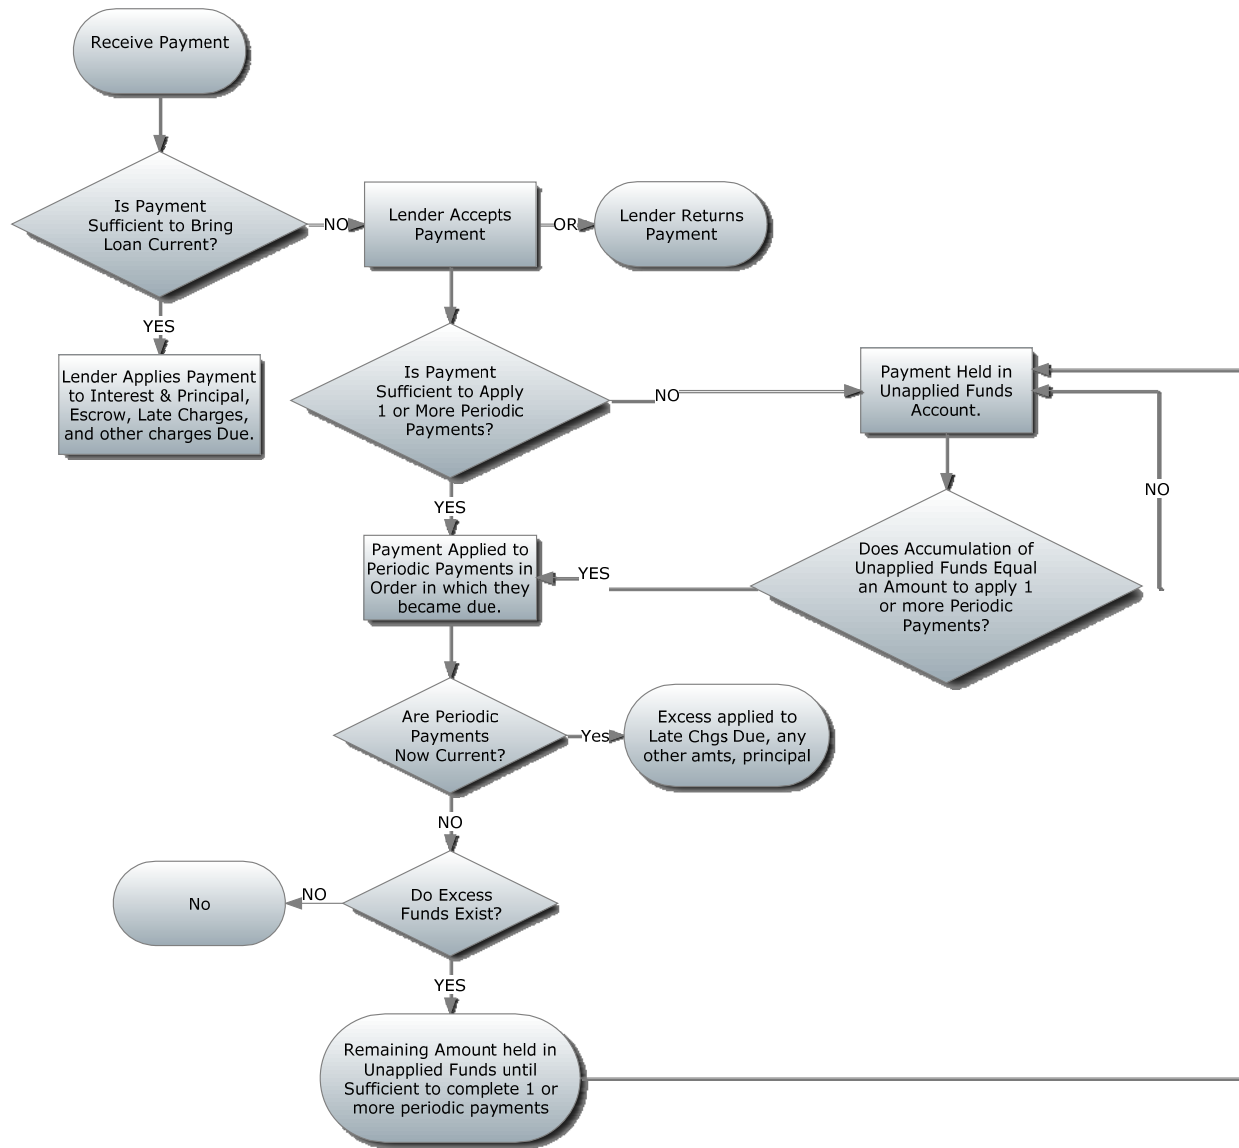 Receive Payment
Is Payment
Sufficient to Bring
Loan Current?
NO
Lender Accepts
Payment
OR
Lender Returns
Payment
YES
Lender Applies Payment
to Interest & Principal,
Escrow, Late Charges,
and other charges Due.
Is Payment
Sufficient to Apply
1 or More Periodic
Payments?
NO
Payment Held in
Unapplied Funds
Account.
NO
YES
Payment Applied to
Periodic Payments in
Order in which they
became due.
YES
Does Accumulation of
Unapplied Funds Equal
an Amount to apply 1
or more Periodic
Payments?
Are Periodic
Payments
Now Current?
Yes
Excess applied to
Late Chgs Due, any
other amts, principal
NO
Do Excess
Funds Exist?
NO
No
YES
Remaining Amount held in
Unapplied Funds until
Sufficient to complete 1 or
more periodic payments